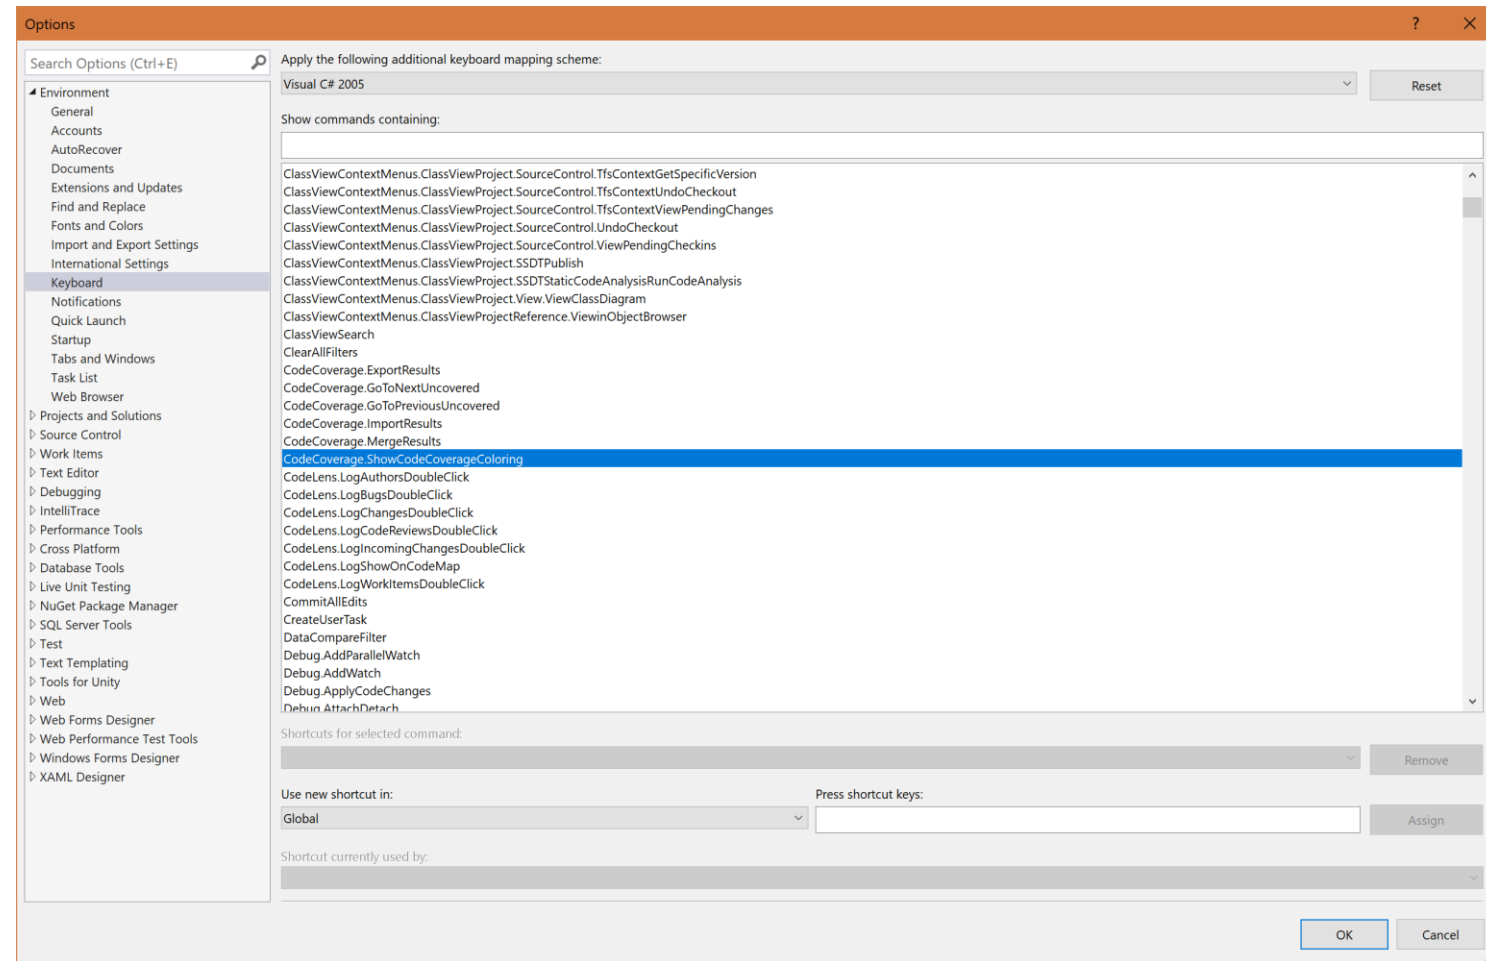 Options
?
Search Options (Ctrl+E)
Environment
General
Accounts
AutoRecover
Documents
Extensions and Updates
Find and Replace
Fonts and Colors
Import and Export Settings
International Settings
Keyboard
Notifications
Quick Launch
Startup
Tabs and Windows
Task List
Web Browser
Projects and Solutions
Source Control
Work Items
Text Editor
Debugging
IntelliTrace
Performance Tools
Cross Platform
Database Tools
Live Unit Testing
NuGet Package Manager
SQL Server Tools
Test
Text Templating
Tools for Unity
Web
Web Forms Designer
Web Performance Test Tools
Windows Forms Designer
XAML Designer
Apply the following additional keyboard mapping scheme:
Visual C# 2005
Reset
Show commands containing:
ClassViewContextMenus.ClassViewProject.SourceControl.TfsContextGetSpecificVersion
ClassViewContextMenus.ClassViewProject.SourceControl.TfsContextUndoCheckout
ClassViewContextMenus.ClassViewProject.SourceControl.TfsContextViewPendingChanges
ClassViewContextMenus.ClassViewProject.SourceControl.UndoCheckout
ClassViewContextMenus.ClassViewProject.SourceControl.ViewPendingCheckins
ClassViewContextMenus.ClassViewProject.SSDTPublish
ClassViewContextMenus.ClassViewProject.SSDTStaticCodeAnalysisRunCodeAnalysis
ClassViewContextMenus.ClassViewProject.View.ViewClassDiagram
ClassViewContextMenus.ClassViewProjectReference.ViewinObjectBrowser
ClassViewSearch
ClearAllFilters
CodeCoverage.ExportResults
CodeCoverage.GoToNextUncovered
CodeCoverage.GoToPreviousUncovered
CodeCoverage.ImportResults
CodeCoverage.MergeResults
CodeCoverage.ShowCodeCoverageColoring
CodeLens.LogAuthorsDoubleClick
CodeLens.LogBugsDoubleClick
CodeLens.LogChangesDoubleClick
CodeLens.LogCodeReviewsDoubleClick
CodeLens.LogIncomingChangesDoubleClick
CodeLens.LogShowOnCodeMap
CodeLens.LogWorkItemsDoubleClick
CommitAllEdits
CreateUserTask
DataCompareFilter
Debug.AddParallelWatch
Debug.AddWatch
Debug.ApplyCodeChanges
Debug.AttachDetach
Shortcuts for selected command:
Remove
Use new shortcut in:
Press shortcut keys:
Global
Assign
Shortcut currently used by:
OK
Cancel